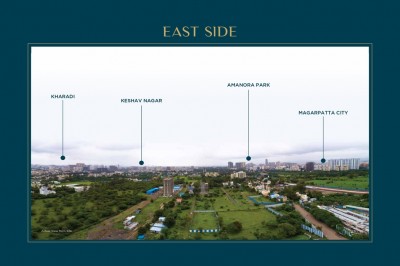 EAST SIDE
AMANORA PARK
KHARADI
KESHAV NAGAR
MAGARPATTA CITY